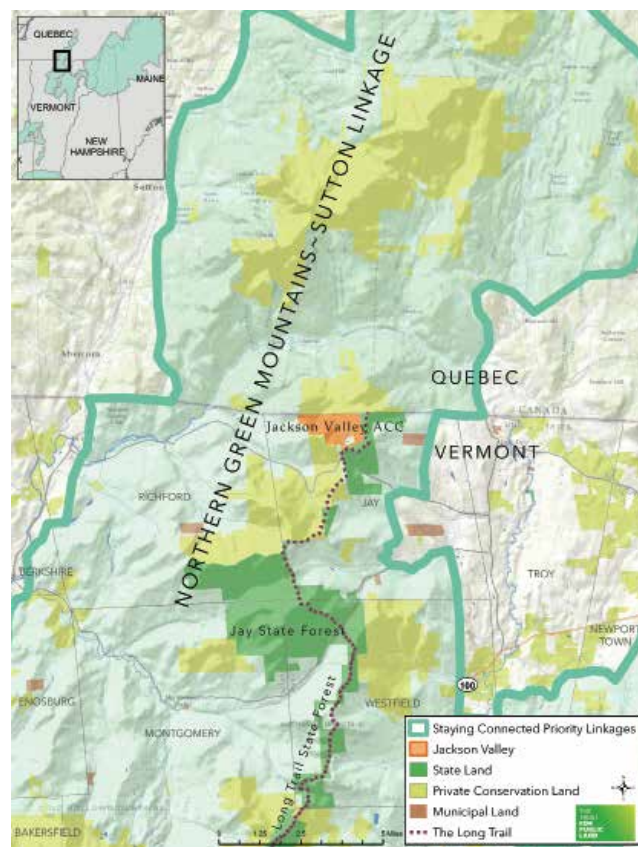 QUEBEC
MAINE
VERMONT
NEW
HAMPSHIRE
Sutton
NORTHERN GREEN MOUNTAINS~SUTTON LINKAGE
QUEBEC
CANADA
Jackson Valley ACC
VERMONT
RICHFORD
JAY
BERKSHIRE
TROY
NEWPORT
TOWN
Jay State Forest
100
ENOSBURG
WESTFIELD
MONTGOMERY
Long Trail State Forest
BAKERSFIELD
Staying Connected Priority Linkages
Jackson Valley
State Land
Private Conservation Land
Municipal Land
The Long Trail
THE
TRUST
FOR
PUBLIC
LAND
0 1.25 2.5 5 Miles